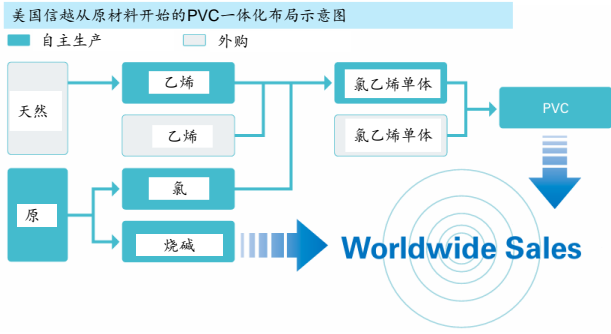 美国信越从原材料开始的PVC一体化布局示意图
自主生产
外购
天然
乙烯
乙烯
氯乙烯单体
氯乙烯单体
PVC
原
氯
烧碱
Worldwide Sales